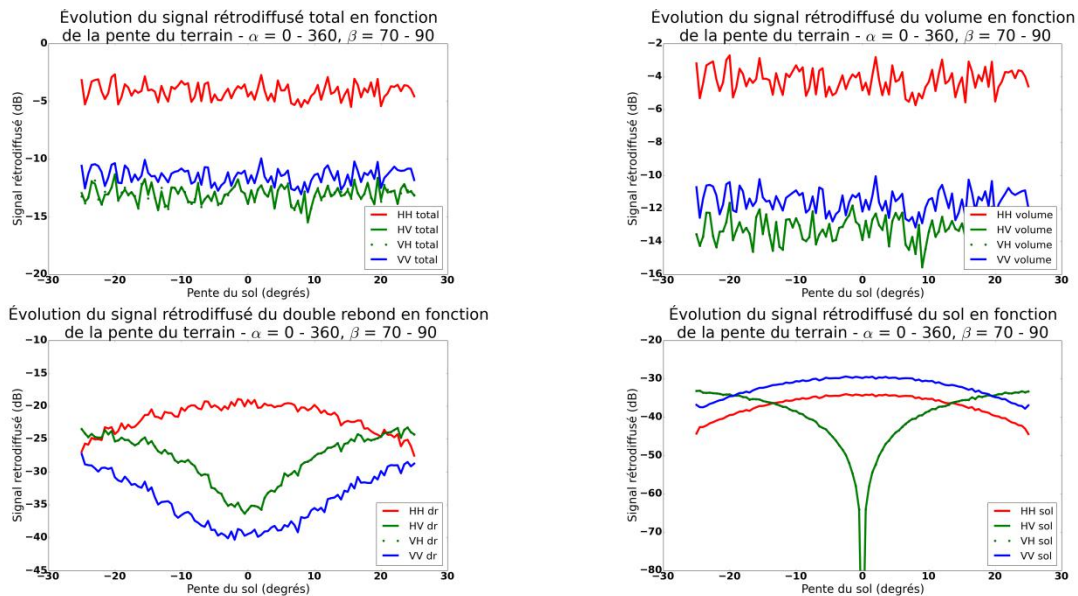 Évolution du signal rétrodiffusé total en fonction
de la pente du terrain - α = 0 - 360, β = 70 - 90
Signal rétrodiffusé (dB)
0
−5
−10
−15
−20
HH total
HV total
VH total
VV total
−30 −20 −10 0 10 20 30
Pente du sol (degrés)
Évolution du signal rétrodiffusé du volume en fonction
de la pente du terrain - α = 0 - 360, β = 70 - 90
Signal rétrodiffusé (dB)
−2
−4
−6
−8
−10
−12
−14
−16
HH volume
HV volume
VH volume
VV volume
−30 −20 −10 0 10 20 30
Pente du sol (degrés)
Évolution du signal rétrodiffusé du double rebond en fonction
de la pente du terrain - α = 0 - 360, β = 70 - 90
Signal retrodiffusé (dB)
−10
−15
−20
−25
−30
−35
−40
−45
HH dr
HV dr
VH dr
VV dr
−30 −20 −10 0 10 20 30
Pente du sol (degrés)
Évolution du signal rétrodiffusé du sol en fonction
de la pente du terrain - α = 0 - 360, β = 70 - 90
Signal rétrodiffusé (dB)
−20
−30
−40
−50
−60
−70
−80
HH sol
HV sol
VH sol
VV sol
−30 −20 −10 0 10 20 30
Pente du sol (degrés)